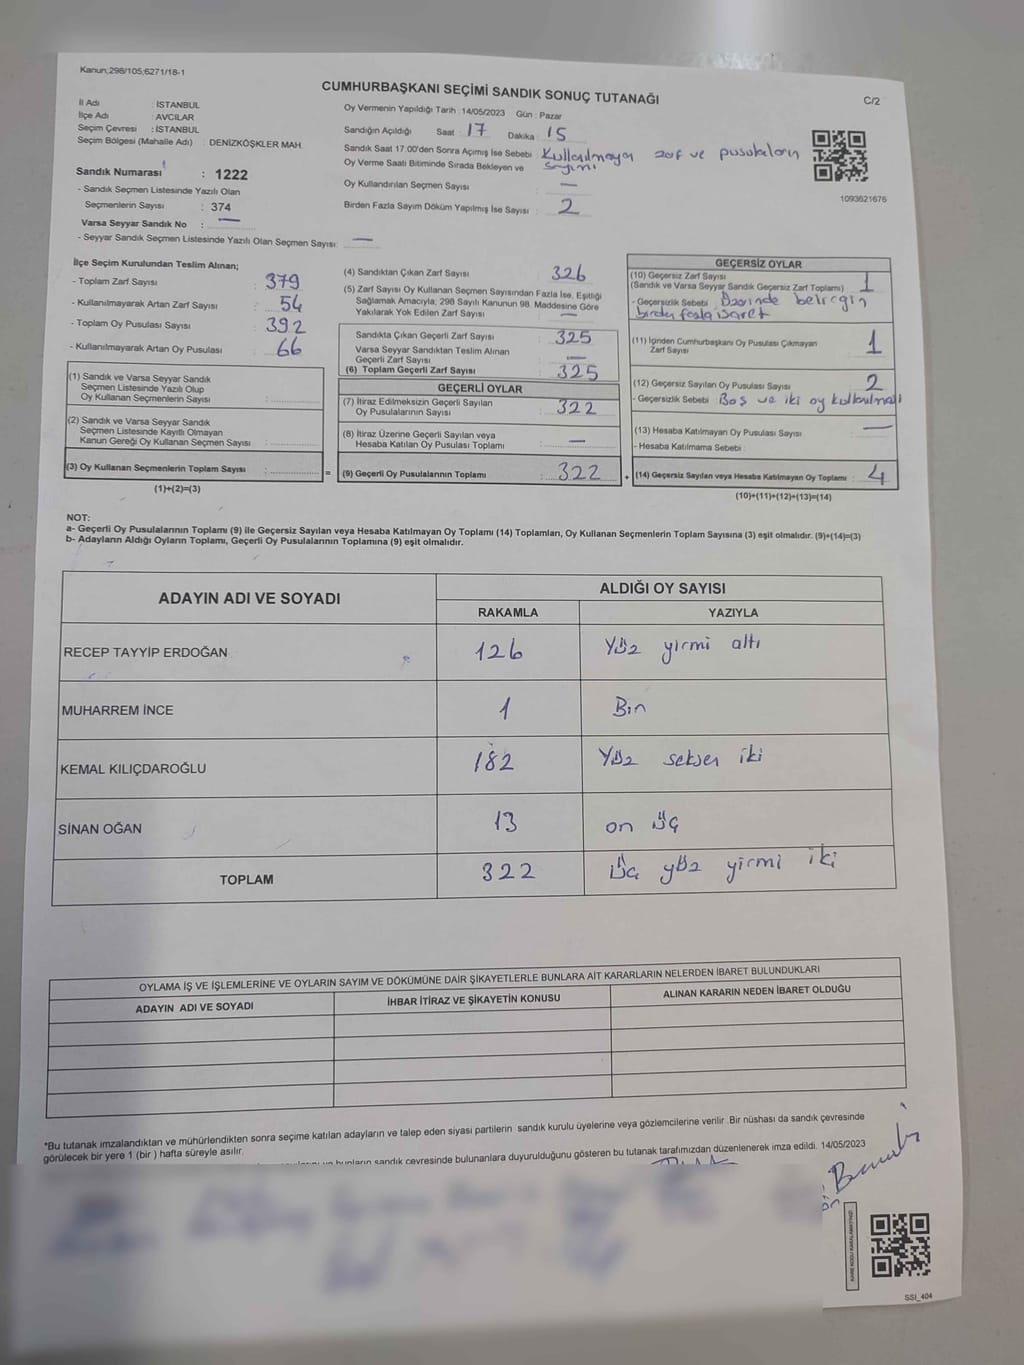 Kanun;298/105;6271/18-1
CUMHURBAŞKANI SEÇİMİ SANDIK SONUÇ TUTANAĞI
C/2
İl Adı : İSTANBUL
İlçe Adı : AVCILAR
Seçim Çevresi : İSTANBUL
Seçim Bölgesi (Mahalle Adı) : DENİZKÖŞKLER MAH.
Sandık Numarası : 1222
- Sandık Seçmen Listesinde Yazılı Olan
Seçmenlerin Sayısı : 374
Varsa Seyyar Sandık No : —
- Seyyar Sandık Seçmen Listesinde Yazılı Olan Seçmen Sayısı: —
Oy Vermenin Yapıldığı Tarih : 14/05/2023 Gün : Pazar
Sandığın Açıldığı Saat : 17 Dakika : 15
Sandık Saat 17:00'den Sonra Açımış İse Sebebi : Kullanılmayan zarf ve pusulaların
sayımı
Oy Verme Saati Bitiminde Sırada Bekleyen ve
Oy Kullandırılan Seçmen Sayısı : —
Birden Fazla Sayım Döküm Yapılmış İse Sayısı : 2
1093621676
İlçe Seçim Kurulundan Teslim Alınan;
- Toplam Zarf Sayısı : 379
- Kullanılmayarak Artan Zarf Sayısı : 54
- Toplam Oy Pusulası Sayısı : 392
- Kullanılmayarak Artan Oy Pusulası : 66
(1) Sandık ve Varsa Seyyar Sandık
Seçmen Listesinde Yazılı Olup
Oy Kullanan Seçmenlerin Sayısı :
(2) Sandık ve Varsa Seyyar Sandık
Seçmen Listesinde Kayıtlı Olmayan
Kanun Gereği Oy Kullanan Seçmen Sayısı :
(3) Oy Kullanan Seçmenlerin Toplam Sayısı : =
(1)+(2)=(3)
(4) Sandıktan Çıkan Zarf Sayısı : 326
(5) Zarf Sayısı Oy Kullanan Seçmen Sayısından Fazla İse, Eşitliği
Sağlamak Amacıyla, 298 Sayılı Kanunun 98. Maddesine Göre
Yakılarak Yok Edilen Zarf Sayısı : —
Sandıkta Çıkan Geçerli Zarf Sayısı : 325
Varsa Seyyar Sandıktan Teslim Alınan
Geçerli Zarf Sayısı : —
(6) Toplam Geçerli Zarf Sayısı : 325
GEÇERLİ OYLAR
(7) İtiraz Edilmeksizin Geçerli Sayılan
Oy Pusulalarının Sayısı : 322
(8) İtiraz Üzerine Geçerli Sayılan veya
Hesaba Katılan Oy Pusulası Toplamı : —
(9) Geçerli Oy Pusulalarının Toplamı : 322 +
GEÇERSİZ OYLAR
(10) Geçersiz Zarf Sayısı
(Sandık ve Varsa Seyyar Sandık Geçersiz Zarf Toplamı) : 1
- Geçersizlik Sebebi : Üzerinde belirgin
birden fazla işaret
(11) İçinden Cumhurbaşkanı Oy Pusulası Çıkmayan
Zarf Sayısı : 1
(12) Geçersiz Sayılan Oy Pusulası Sayısı : 2
- Geçersizlik Sebebi : Boş ve iki oy kullanılması
(13) Hesaba Katılmayan Oy Pusulası Sayısı : —
- Hesaba Katılmama Sebebi :
(14) Geçersiz Sayılan veya Hesaba Katılmayan Oy Toplamı : 4
(10)+(11)+(12)+(13)=(14)
NOT:
a- Geçerli Oy Pusulalarının Toplamı (9) ile Geçersiz Sayılan veya Hesaba Katılmayan Oy Toplamı (14) Toplamları, Oy Kullanan Seçmenlerin Toplam Sayısına (3) eşit olmalıdır. (9)+(14)=(3)
b- Adayların Aldığı Oyların Toplamı, Geçerli Oy Pusulalarının Toplamına (9) eşit olmalıdır.
ADAYIN ADI VE SOYADI ALDIĞI OY SAYISI
RAKAMLA YAZIYLA
RECEP TAYYİP ERDOĞAN 126 Yüz yirmi altı
MUHARREM İNCE 1 Bir
KEMAL KILIÇDAROĞLU 182 Yüz seksen iki
SİNAN OĞAN 13 on üç
TOPLAM 322 üç yüz yirmi iki
OYLAMA İŞ VE İŞLEMLERİNE VE OYLARIN SAYIM VE DÖKÜMÜNE DAİR ŞİKAYETLERLE BUNLARA AİT KARARLARIN NELERDEN İBARET BULUNDUKLARI
ADAYIN ADI VE SOYADI İHBAR İTİRAZ VE ŞİKAYETİN KONUSU ALINAN KARARIN NEDEN İBARET OLDUĞU
*Bu tutanak imzalandıktan ve mühürlendikten sonra seçime katılan adayların ve talep eden siyasi partilerin sandık kurulu üyelerine veya gözlemcilerine verilir. Bir nüshası da sandık çevresinde
görülecek bir yere 1 (bir ) hafta süreyle asılır.
bunların sandık çevresinde bulunanlara duyurulduğunu gösteren bu tutanak tarafımızdan düzenlenerek imza edildi. 14/05/2023
KARE KODU KARALAMAYINIZ!
SSI_404